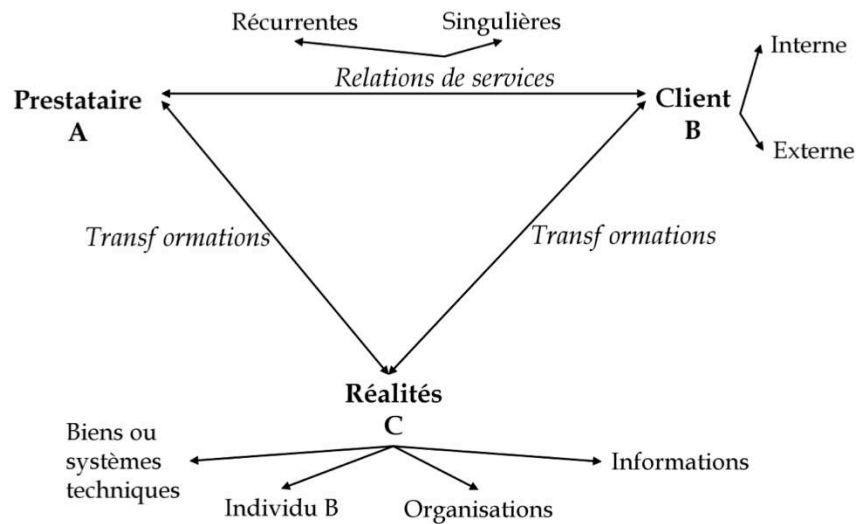 Récurrentes
Singulières
Relations de services
Prestataire
A
Client
B
Interne
Externe
Transf ormations
Transf ormations
Réalités
C
Biens ou
systèmes
techniques
Individu B
Organisations
Informations